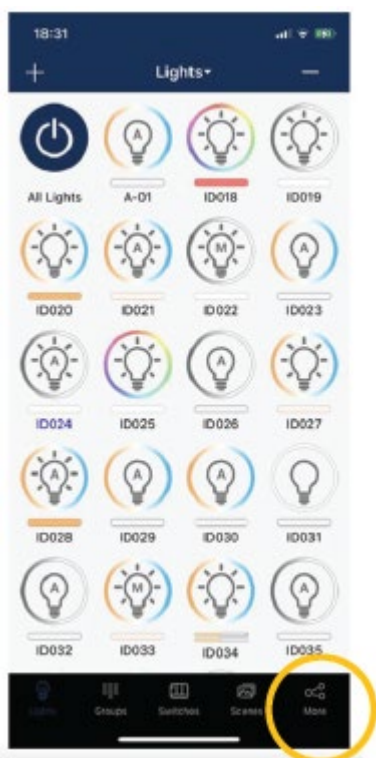 18:31
+ Lights▾ −
All Lights A-01 ID018 ID019
A
ID020 ID021 ID022 ID023
A M A
ID024 ID025 ID026 ID027
A A
ID028 ID029 ID030 ID031
A A A
ID032 ID033 ID034 ID035
A M A
Lights Groups Switches Scenes More